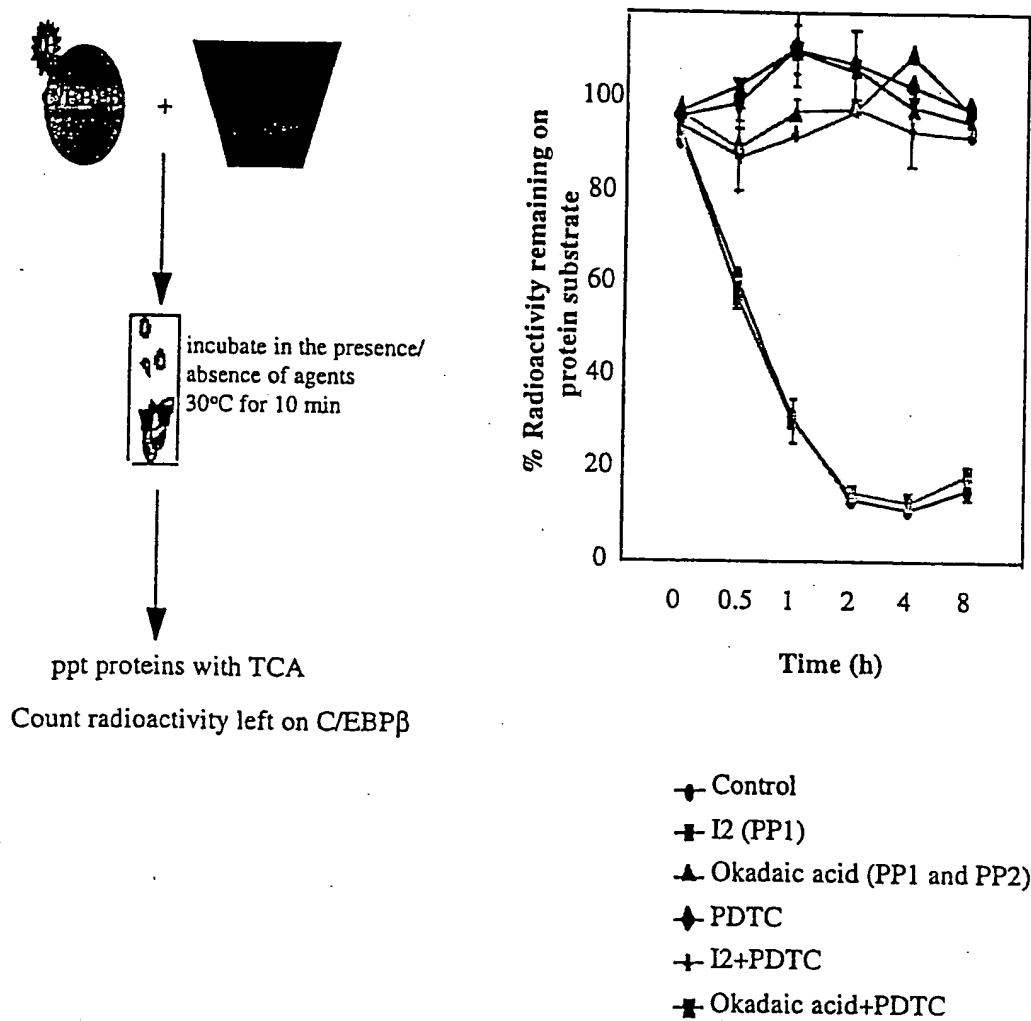 C/EBPβ
+
incubate in the presence/
absence of agents
30°C for 10 min
ppt proteins with TCA
Count radioactivity left on C/EBPβ
% Radioactivity remaining on
protein substrate
100
80
60
40
20
0
0 0.5 1 2 4 8
Time (h)
Control
I2 (PP1)
Okadaic acid (PP1 and PP2)
PDTC
I2+PDTC
Okadaic acid+PDTC